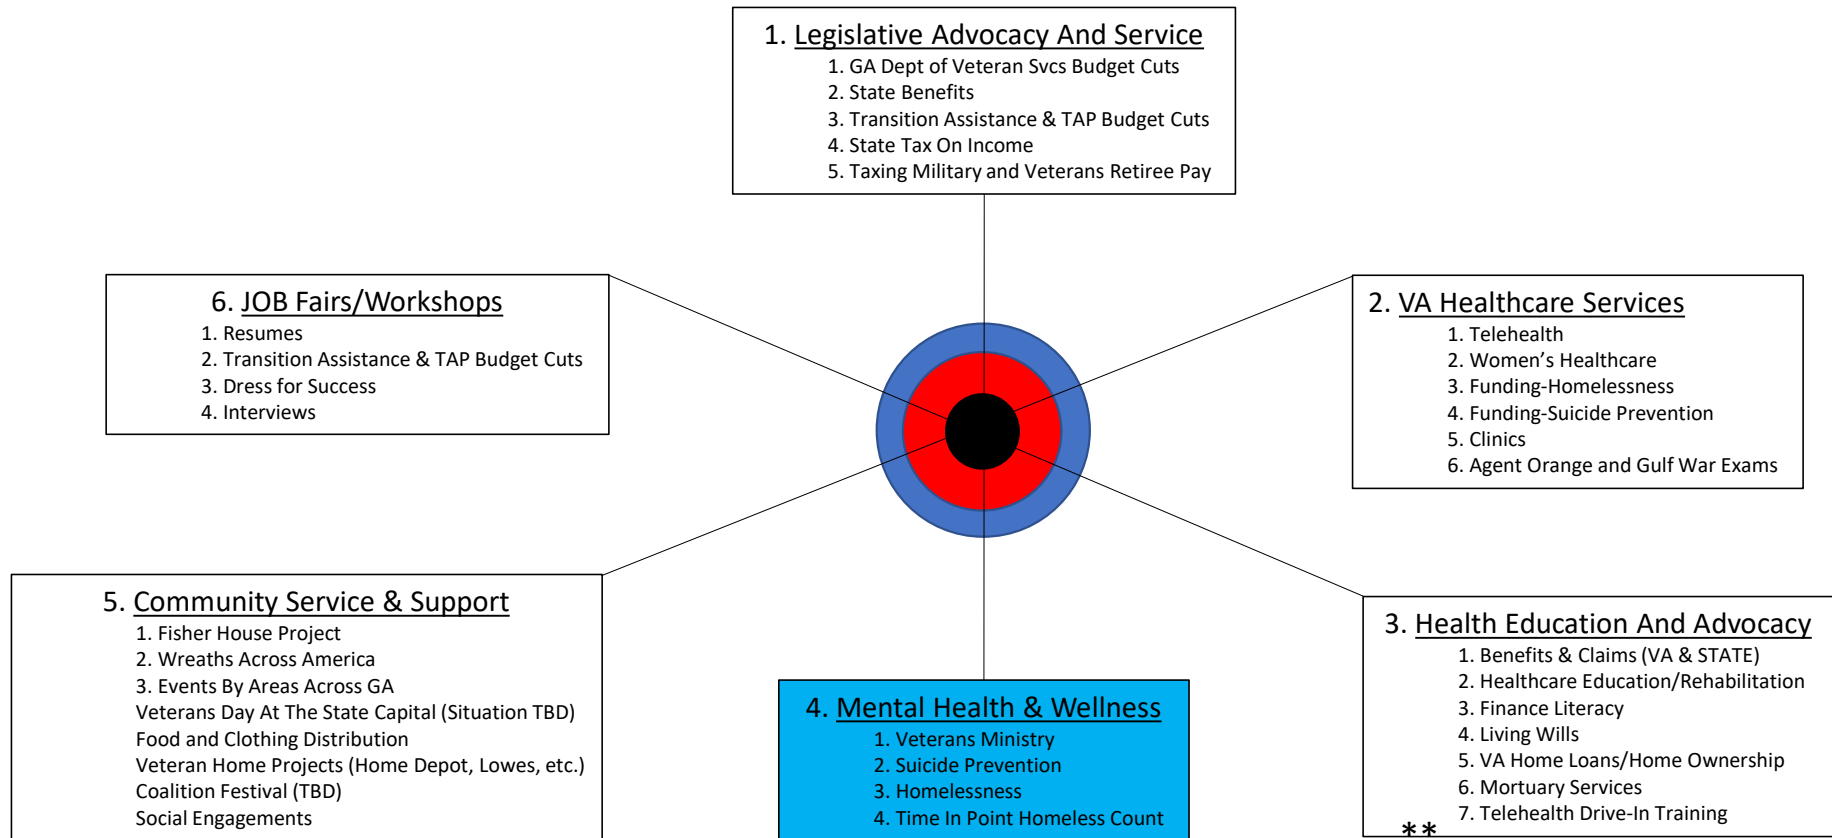 1. Legislative Advocacy And Service
1. GA Dept of Veteran Svcs Budget Cuts
2. State Benefits
3. Transition Assistance & TAP Budget Cuts
4. State Tax On Income
5. Taxing Military and Veterans Retiree Pay
2. VA Healthcare Services
1. Telehealth
2. Women’s Healthcare
3. Funding-Homelessness
4. Funding-Suicide Prevention
5. Clinics
6. Agent Orange and Gulf War Exams
3. Health Education And Advocacy
1. Benefits & Claims (VA & STATE)
2. Healthcare Education/Rehabilitation
3. Finance Literacy
4. Living Wills
5. VA Home Loans/Home Ownership
6. Mortuary Services
7. Telehealth Drive-In Training
**
4. Mental Health & Wellness
1. Veterans Ministry
2. Suicide Prevention
3. Homelessness
4. Time In Point Homeless Count
5. Community Service & Support
1. Fisher House Project
2. Wreaths Across America
3. Events By Areas Across GA
Veterans Day At The State Capital (Situation TBD)
Food and Clothing Distribution
Veteran Home Projects (Home Depot, Lowes, etc.)
Coalition Festival (TBD)
Social Engagements
6. JOB Fairs/Workshops
1. Resumes
2. Transition Assistance & TAP Budget Cuts
3. Dress for Success
4. Interviews